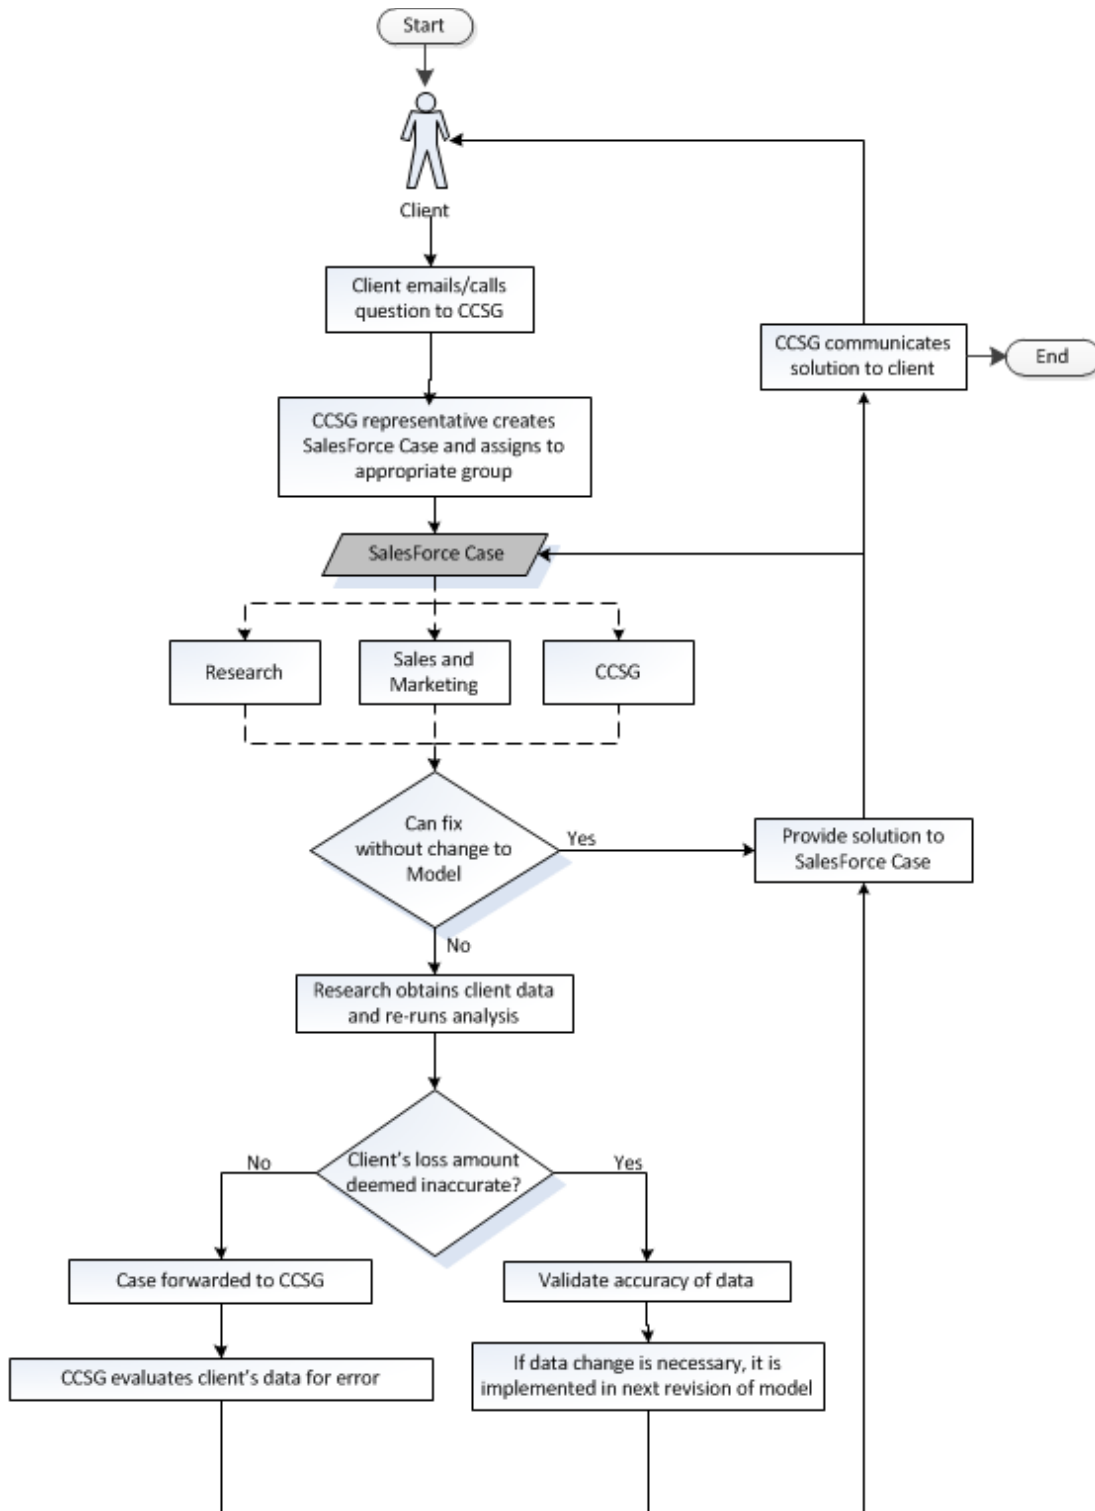 Start
Client
Client emails/calls
question to CCSG
CCSG communicates
solution to client
End
CCSG representative creates
SalesForce Case and assigns to
appropriate group
SalesForce Case
Research
Sales and
Marketing
CCSG
Can fix
without change to
Model
Yes
Provide solution to
SalesForce Case
No
Research obtains client data
and re-runs analysis
Client's loss amount
deemed inaccurate?
No
Yes
Case forwarded to CCSG
Validate accuracy of data
CCSG evaluates client's data for error
If data change is necessary, it is
implemented in next revision of model